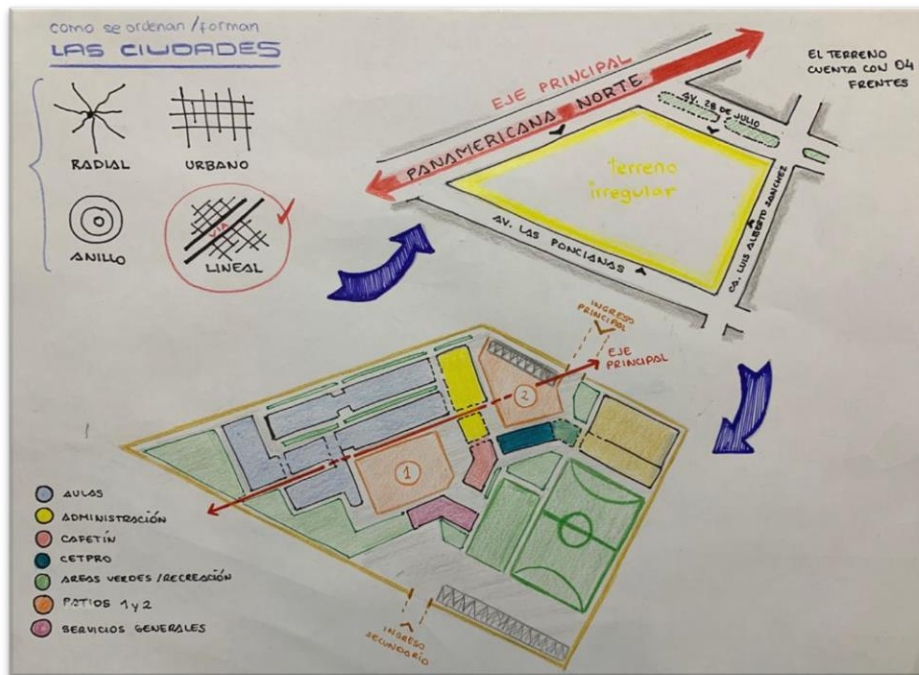 como se ordenan/forman
LAS CIUDADES
RADIAL
URBANO
ANILLO
VIA
LINEAL
EJE PRINCIPAL
PANAMERICANA NORTE
EL TERRENO
CUENTA CON 04
FRENTES
AV. 28 DE JULIO
terreno
irregular
AV. LAS PONCIANAS
CA. LUIS ALBERTO SANCHEZ
INGRESO
PRINCIPAL
EJE
PRINCIPAL
2
1
AULAS
ADMINISTRACIÓN
CAFETÍN
CETPRO
AREAS VERDES/RECREACIÓN
PATIOS 1 y 2
SERVICIOS GENERALES
INGRESO
SECUNDARIO